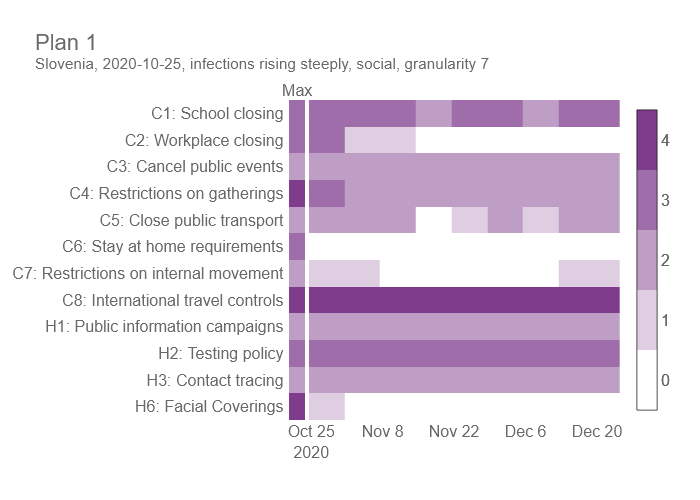 Plan 1
Slovenia, 2020-10-25, infections rising steeply, social, granularity 7
Max
C1: School closing
C2: Workplace closing
C3: Cancel public events
C4: Restrictions on gatherings
C5: Close public transport
C6: Stay at home requirements
C7: Restrictions on internal movement
C8: International travel controls
H1: Public information campaigns
H2: Testing policy
H3: Contact tracing
H6: Facial Coverings
4
3
2
1
0
Oct 25 Nov 8 Nov 22 Dec 6 Dec 20
2020